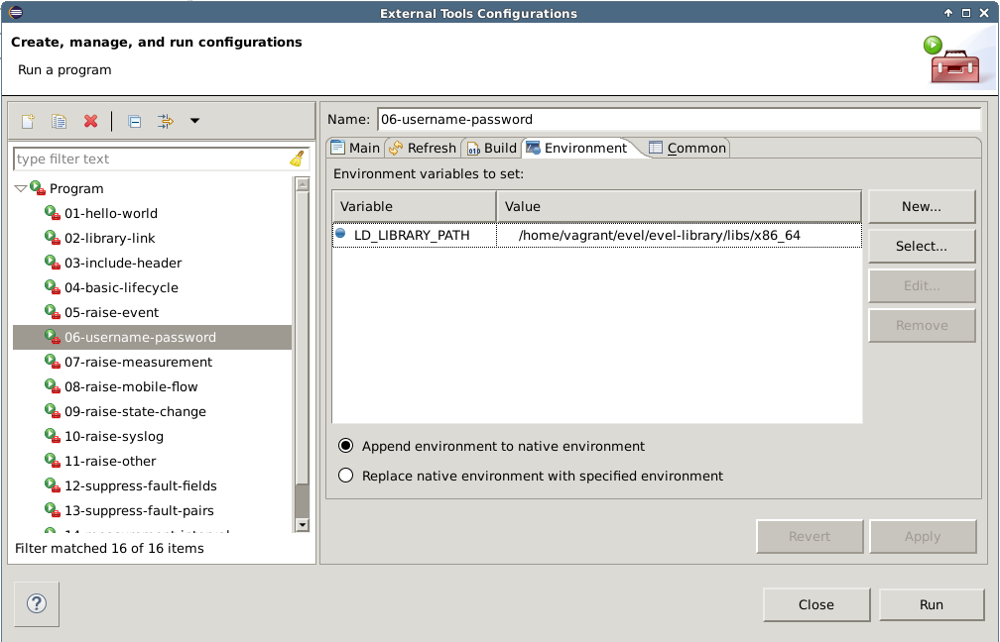 External Tools Configurations
Create, manage, and run configurations
Run a program
Name: 06-username-password
type filter text
Program
01-hello-world
02-library-link
03-include-header
04-basic-lifecycle
05-raise-event
06-username-password
07-raise-measurement
08-raise-mobile-flow
09-raise-state-change
10-raise-syslog
11-raise-other
12-suppress-fault-fields
13-suppress-fault-pairs
Filter matched 16 of 16 items
Main Refresh Build Environment Common
Environment variables to set:
Variable Value
LD_LIBRARY_PATH /home/vagrant/evel/evel-library/libs/x86_64
New...
Select...
Edit...
Remove
Append environment to native environment
Replace native environment with specified environment
Revert Apply
? Close Run